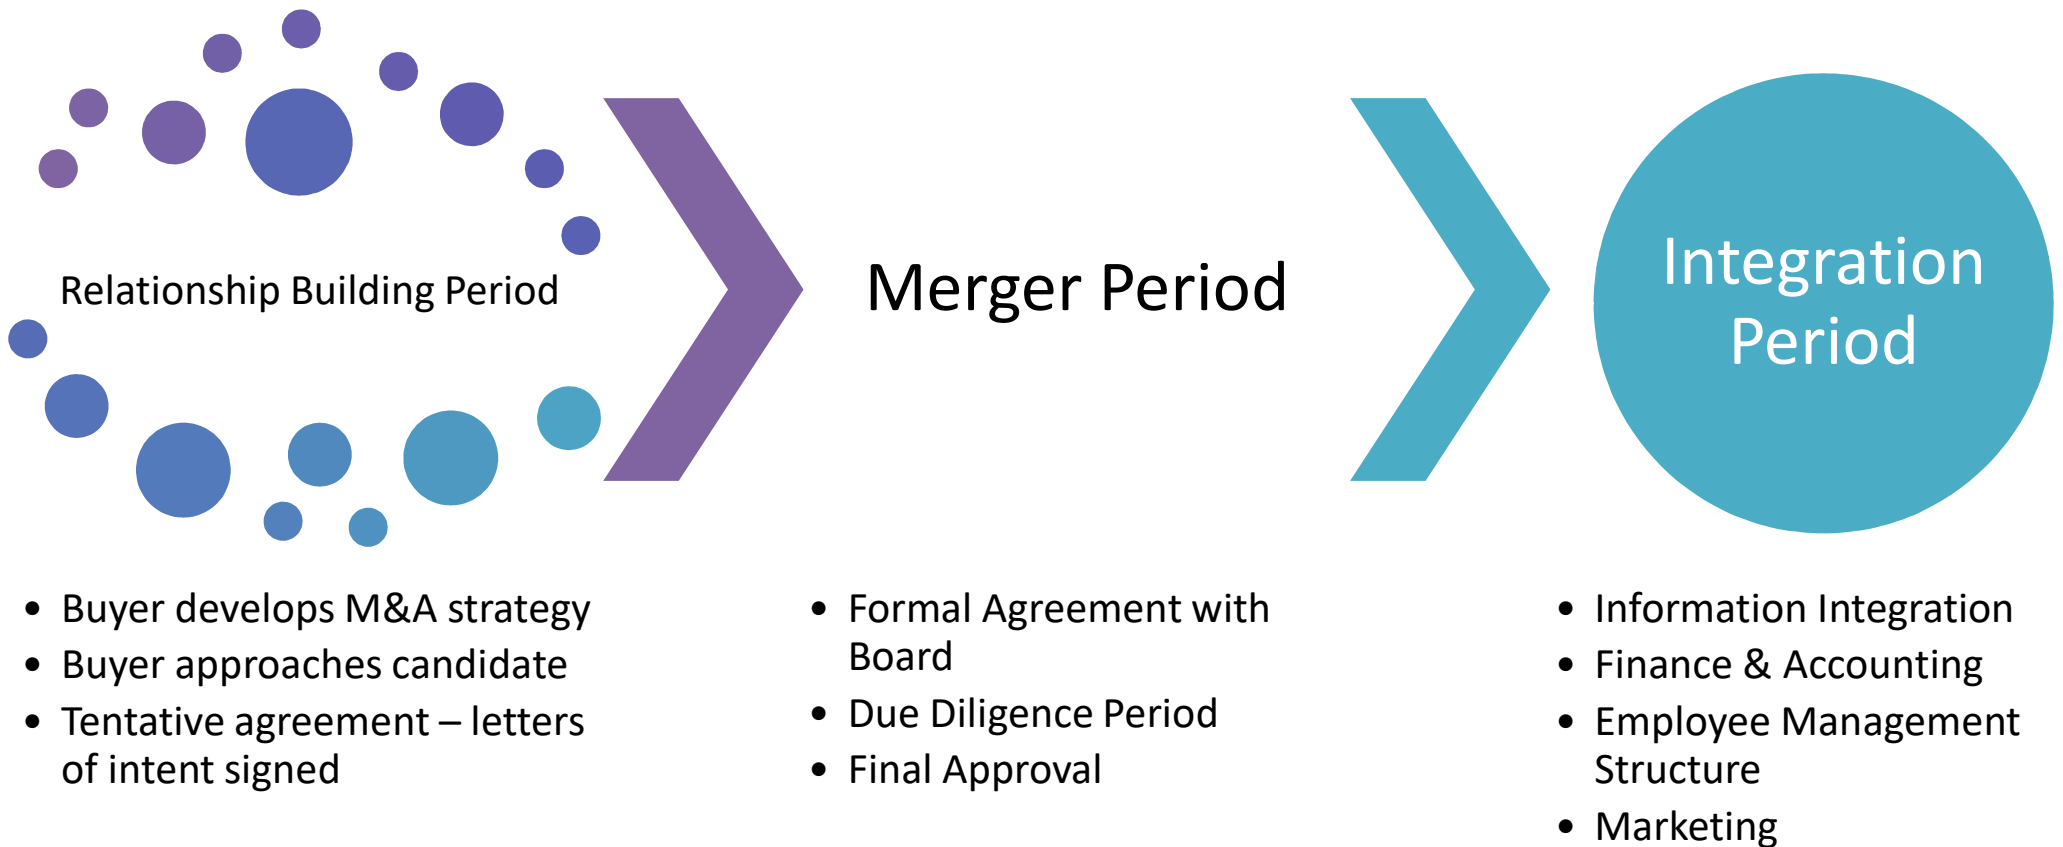 Relationship Building Period
Merger Period
Integration
Period
• Buyer develops M&A strategy
• Buyer approaches candidate
• Tentative agreement – letters
of intent signed
• Formal Agreement with
Board
• Due Diligence Period
• Final Approval
• Information Integration
• Finance & Accounting
• Employee Management
Structure
• Marketing